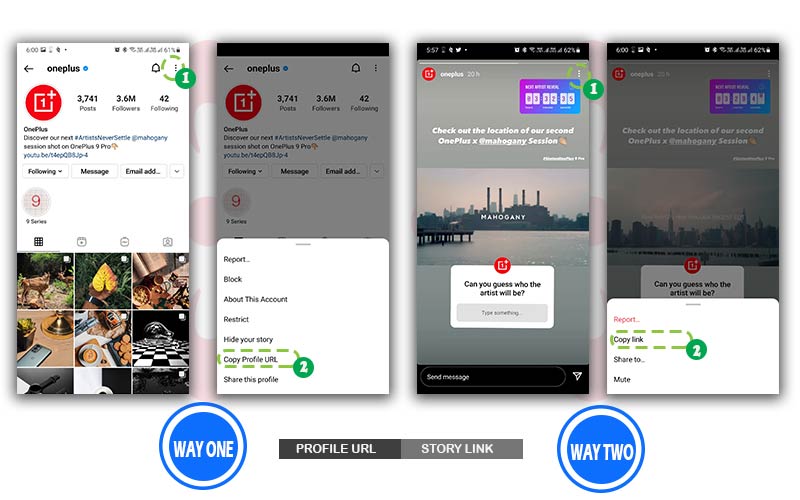 6:00
61%
oneplus
1
3,741
3.6M
42
Posts
Followers
Following
OnePlus
Discover our next #ArtistsNeverSettle @mahogany
session shot on OnePlus 9 Pro
youtu.be/t4epQB8Jp-4
Following
Message
Email add...
9
9 Series
oneplus
3,741
3.6M
42
Posts
Followers
Following
OnePlus
Discover our next #ArtistsNeverSettle @mahogany
session shot on OnePlus 9 Pro
youtu.be/t4epQB8Jp-4
Following
Message
Email add...
9
9 Series
Report...
Block
About This Account
Restrict
Hide your story
Copy Profile URL
2
Share this profile
5:57
62%
oneplus 20 h
1
NEXT ARTIST REVEAL
03 32 35
Check out the location of our second
OnePlus x @mahogany Session
MAHOGANY
Can you guess who the
artist will be?
Type something...
Send message
6:00
61%
oneplus 20 h
Check out the location of our second
OnePlus x @mahogany Session
Can you guess who the
artist will be?
Report...
Copy link
2
Share to...
Mute
WAY ONE
PROFILE URL
STORY LINK
WAY TWO